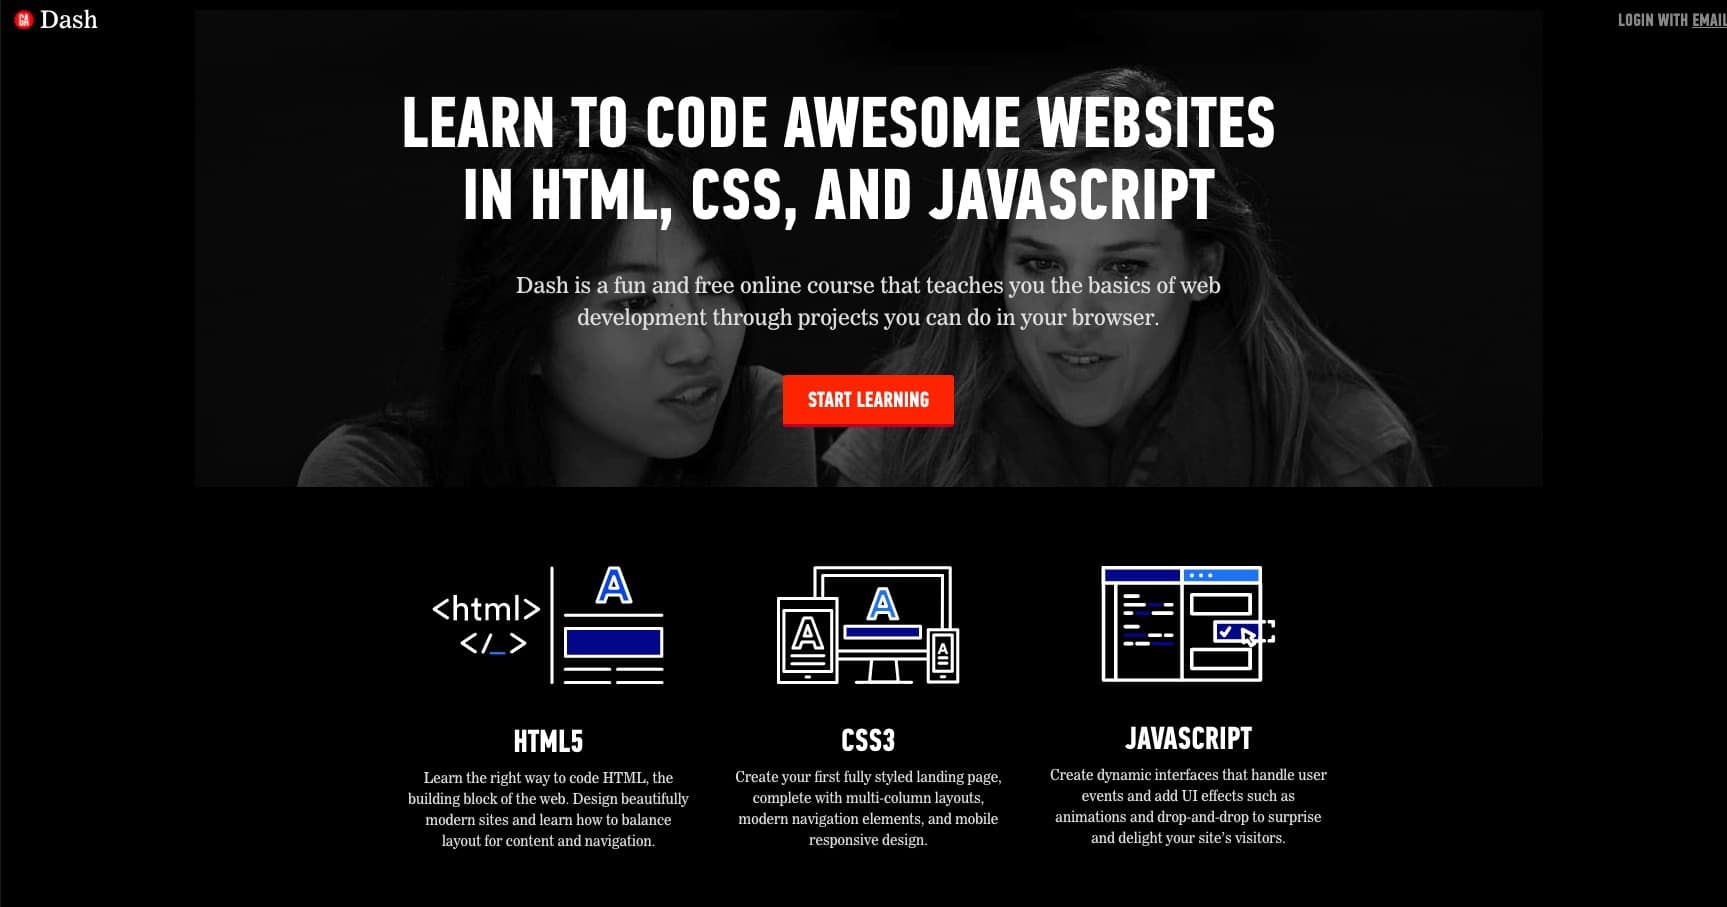 GA Dash
LOGIN WITH EMAIL
LEARN TO CODE AWESOME WEBSITES
IN HTML, CSS, AND JAVASCRIPT
Dash is a fun and free online course that teaches you the basics of web
development through projects you can do in your browser.
START LEARNING
<html>
</_>
A
A
A
A
HTML5
Learn the right way to code HTML, the
building block of the web. Design beautifully
modern sites and learn how to balance
layout for content and navigation.
CSS3
Create your first fully styled landing page,
complete with multi-column layouts,
modern navigation elements, and mobile
responsive design.
JAVASCRIPT
Create dynamic interfaces that handle user
events and add UI effects such as
animations and drop-and-drop to surprise
and delight your site’s visitors.